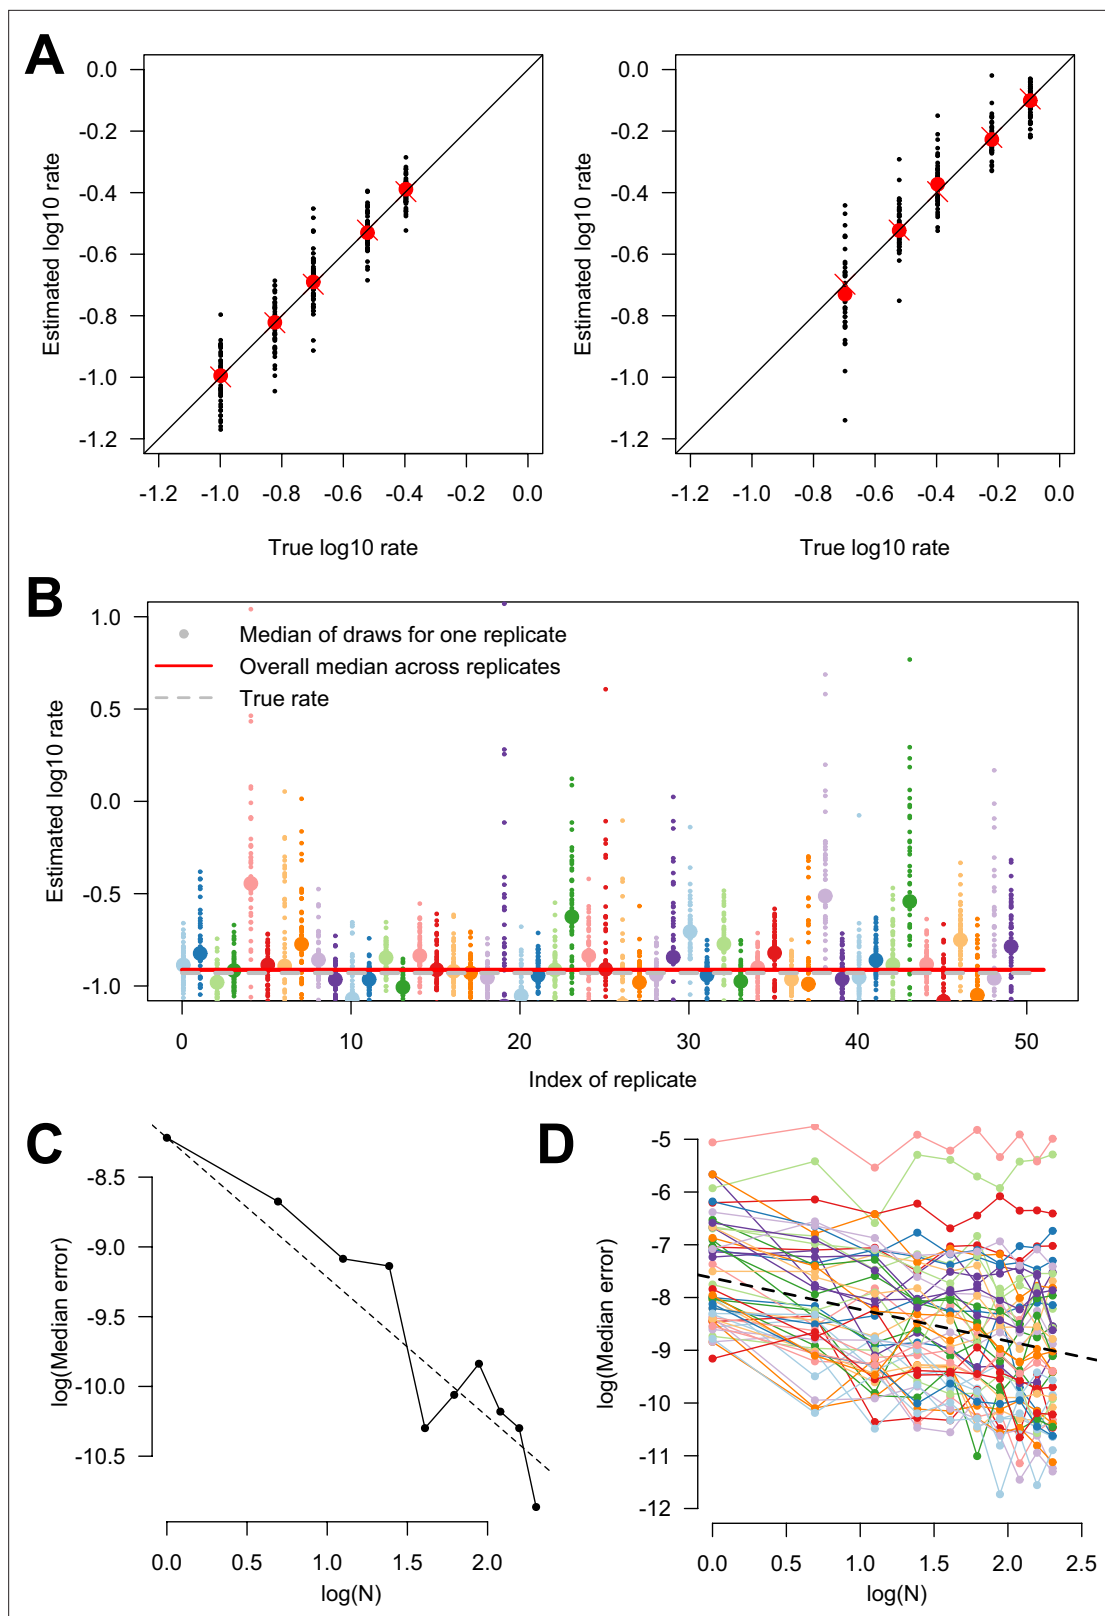 A
0.0
-0.2
-0.4
-0.6
-0.8
-1.0
-1.2
Estimated log10 rate
-1.2 -1.0 -0.8 -0.6 -0.4 -0.2 0.0
True log10 rate
0.0
-0.2
-0.4
-0.6
-0.8
-1.0
-1.2
Estimated log10 rate
-1.2 -1.0 -0.8 -0.6 -0.4 -0.2 0.0
True log10 rate
B
1.0
0.5
0.0
-0.5
-1.0
Estimated log10 rate
Median of draws for one replicate
Overall median across replicates
True rate
0 10 20 30 40 50
Index of replicate
C
-8.5
-9.0
-9.5
-10.0
-10.5
log(Median error)
0.0 0.5 1.0 1.5 2.0
log(N)
D
-5
-6
-7
-8
-9
-10
-11
-12
log(Median error)
0.0 0.5 1.0 1.5 2.0 2.5
log(N)